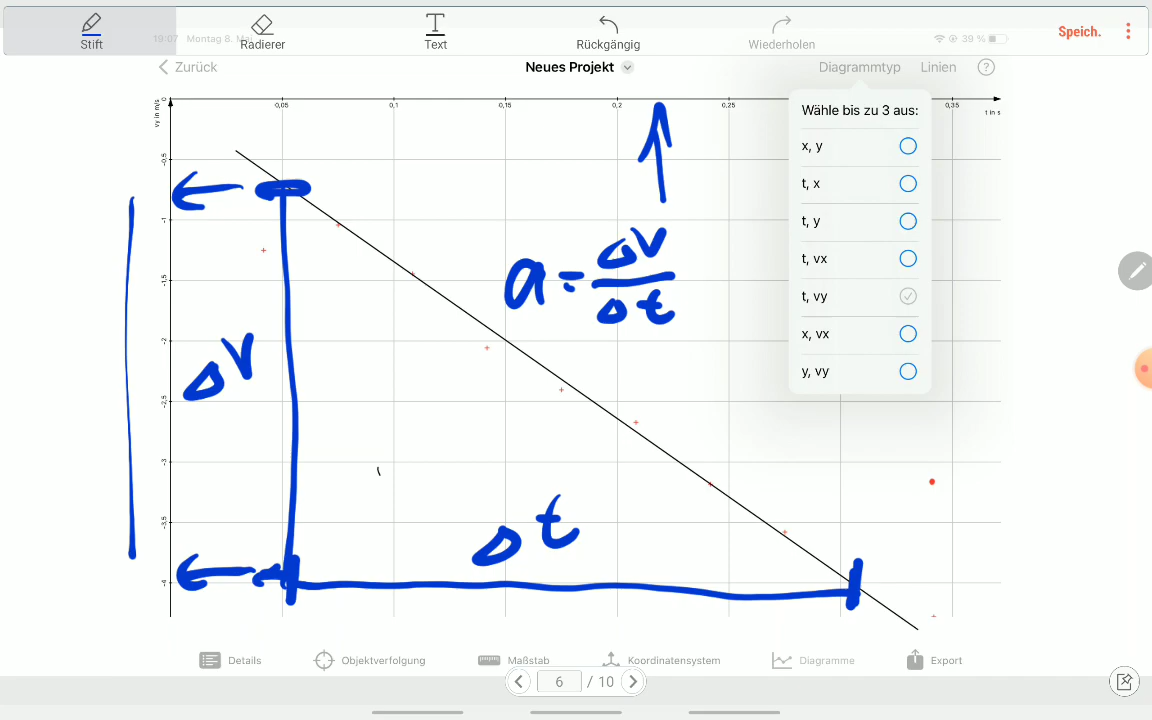 Stift
Radierer
Text
Rückgängig
Wiederholen
Speich.
19:07 Montag 8.
39 %
Zurück
Neues Projekt
Diagrammtyp
Linien
?
Wähle bis zu 3 aus:
x, y
t, x
t, y
t, vx
t, vy
x, vx
y, vy
0
0,05
0,1
0,15
0,2
0,25
0,35
t in s
vy in m/s
-0,5
-1
-1,5
-2
-2,5
-3
-3,5
-4
a = Δv
Δt
Δv
Δt
Details
Objektverfolgung
Maßstab
Koordinatensystem
Diagramme
Export
6 / 10